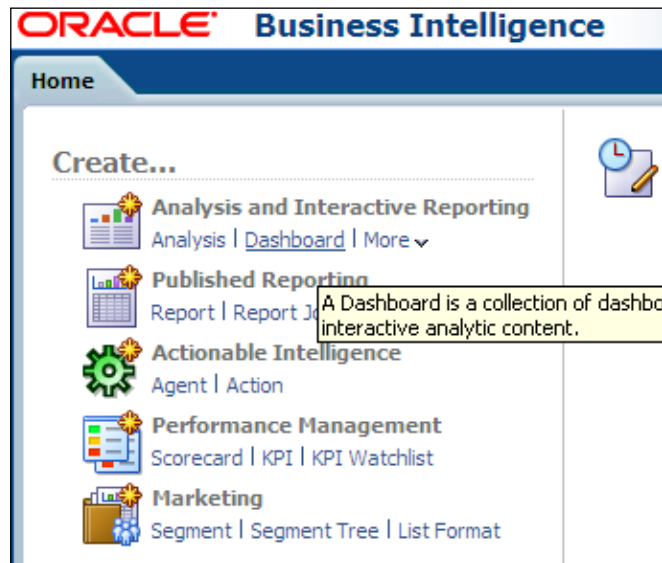 ORACLE Business Intelligence
Home
Create...
Analysis and Interactive Reporting
Analysis | Dashboard | More
Published Reporting
Report | Report
A Dashboard is a collection of
interactive analytic content.
Actionable Intelligence
Agent | Action
Performance Management
Scorecard | KPI | KPI Watchlist
Marketing
Segment | Segment Tree | List Format